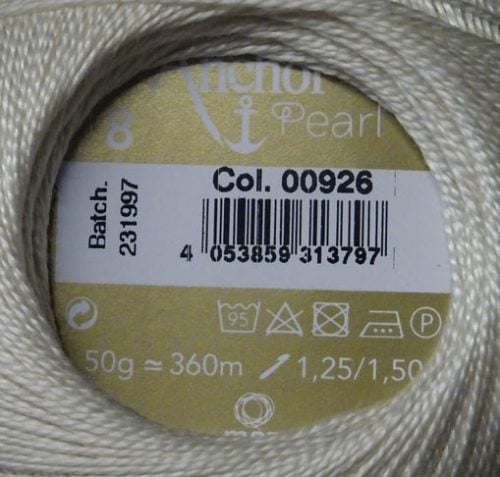 Anchor
8
Pearl
Col. 00926
Batch.
231997
4 053859 313797
95
P
50g ≃ 360m
1,25/1,50